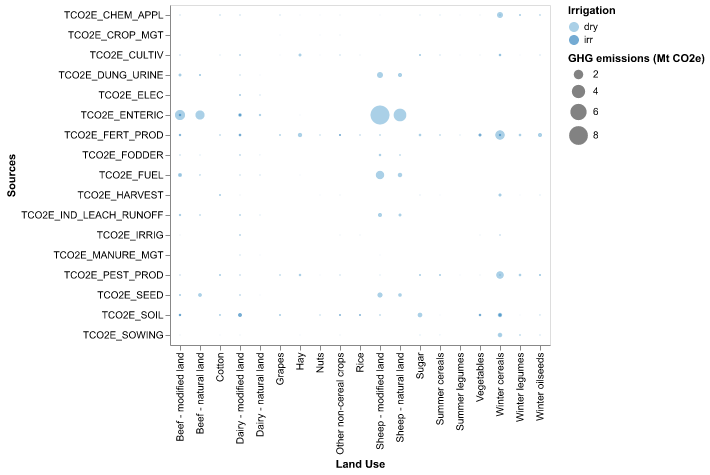 TCO2E_CHEM_APPL
TCO2E_CROP_MGT
TCO2E_CULTIV
TCO2E_DUNG_URINE
TCO2E_ELEC
TCO2E_ENTERIC
TCO2E_FERT_PROD
TCO2E_FODDER
TCO2E_FUEL
TCO2E_HARVEST
TCO2E_IND_LEACH_RUNOFF
TCO2E_IRRIG
TCO2E_MANURE_MGT
TCO2E_PEST_PROD
TCO2E_SEED
TCO2E_SOIL
TCO2E_SOWING
Sources
Beef - modified land
Beef - natural land
Cotton
Dairy - modified land
Dairy - natural land
Grapes
Hay
Nuts
Other non-cereal crops
Rice
Sheep - modified land
Sheep - natural land
Sugar
Summer cereals
Summer legumes
Vegetables
Winter cereals
Winter legumes
Winter oilseeds
Land Use
Irrigation
dry
irr
GHG emissions (Mt CO2e)
2
4
6
8